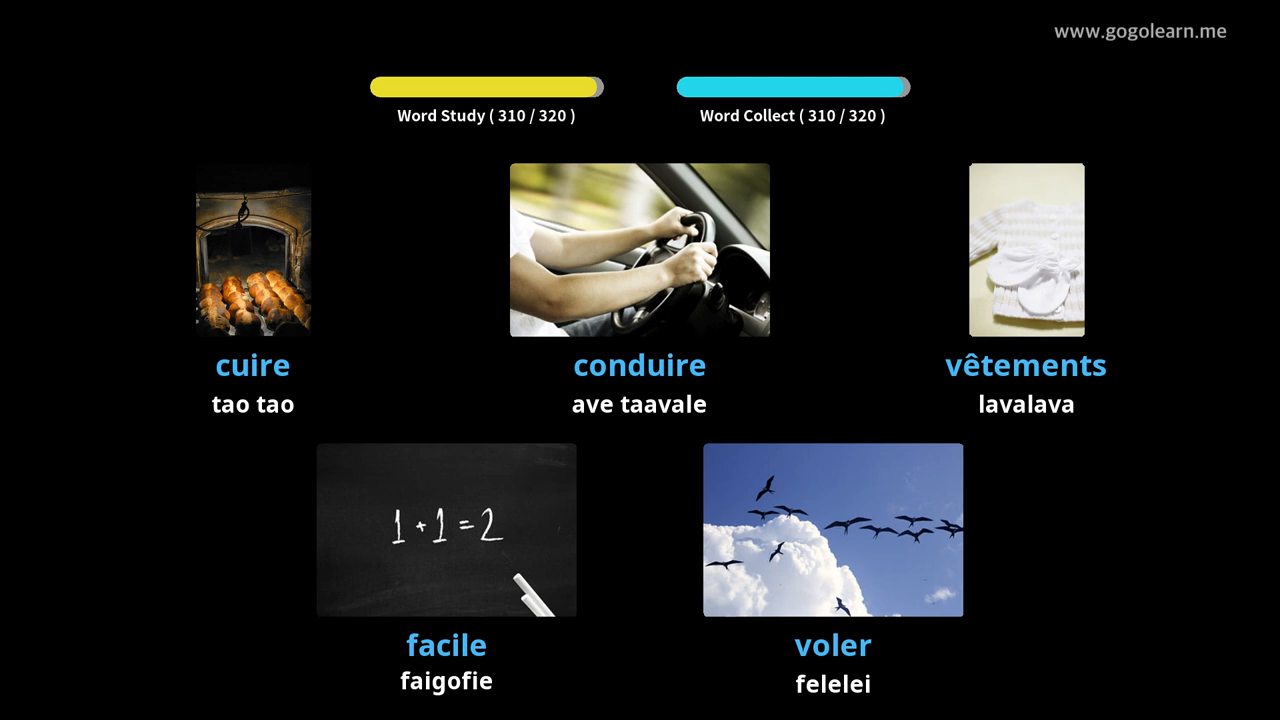 www.gogolearn.me
Word Study ( 310 / 320 )
Word Collect ( 310 / 320 )
cuire
tao tao
conduire
ave taavale
vêtements
lavalava
1 + 1 = 2
facile
faigofie
voler
felelei